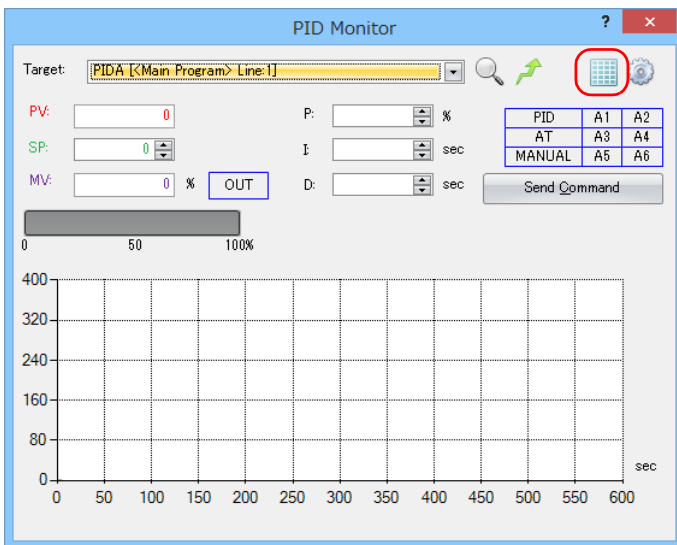 PID Monitor
?
×
Target: PIDA [<Main Program> Line:1]
PV: 0 P: % PID A1 A2
SP: 0 I: sec AT A3 A4
MANUAL A5 A6
MV: 0 % OUT D: sec Send Command
0 50 100%
400
320
240
160
80
0
sec
0 50 100 150 200 250 300 350 400 450 500 550 600